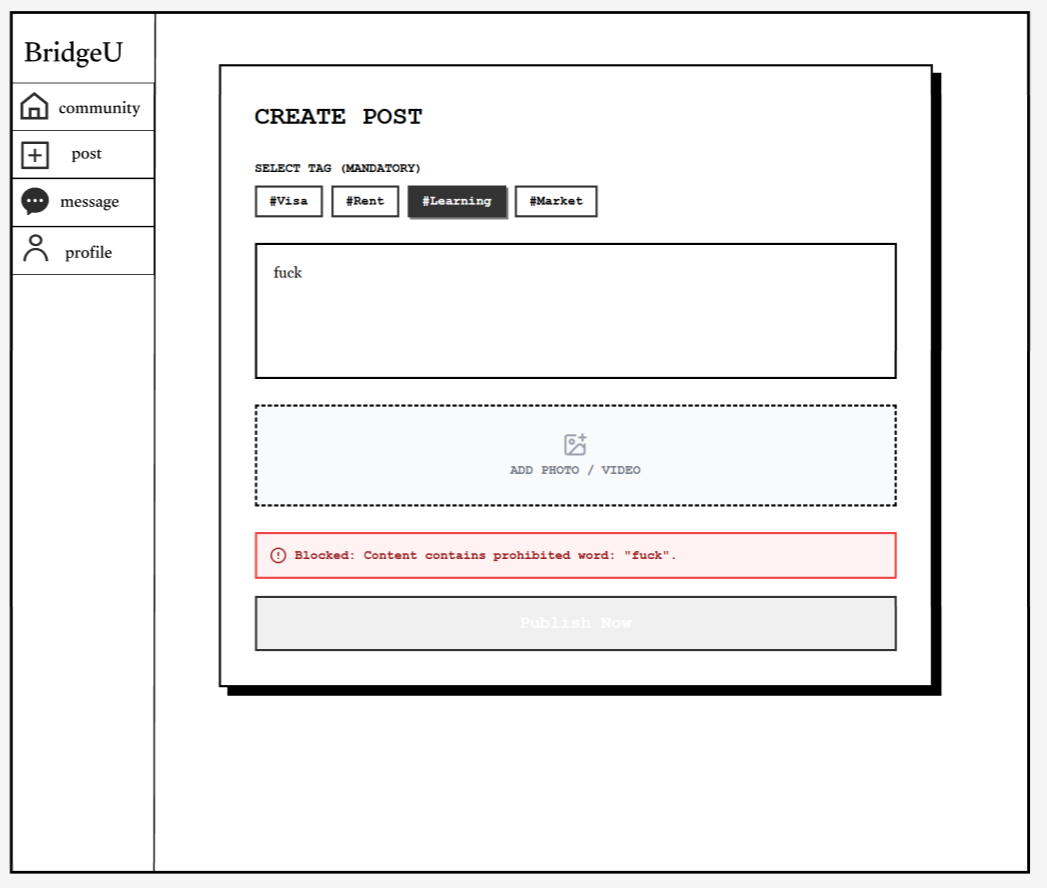 BridgeU
community
post
message
profile
CREATE POST
SELECT TAG (MANDATORY)
#Visa #Rent #Learning #Market
fuck
ADD PHOTO / VIDEO
Blocked: Content contains prohibited word: "fuck".
Publish Now